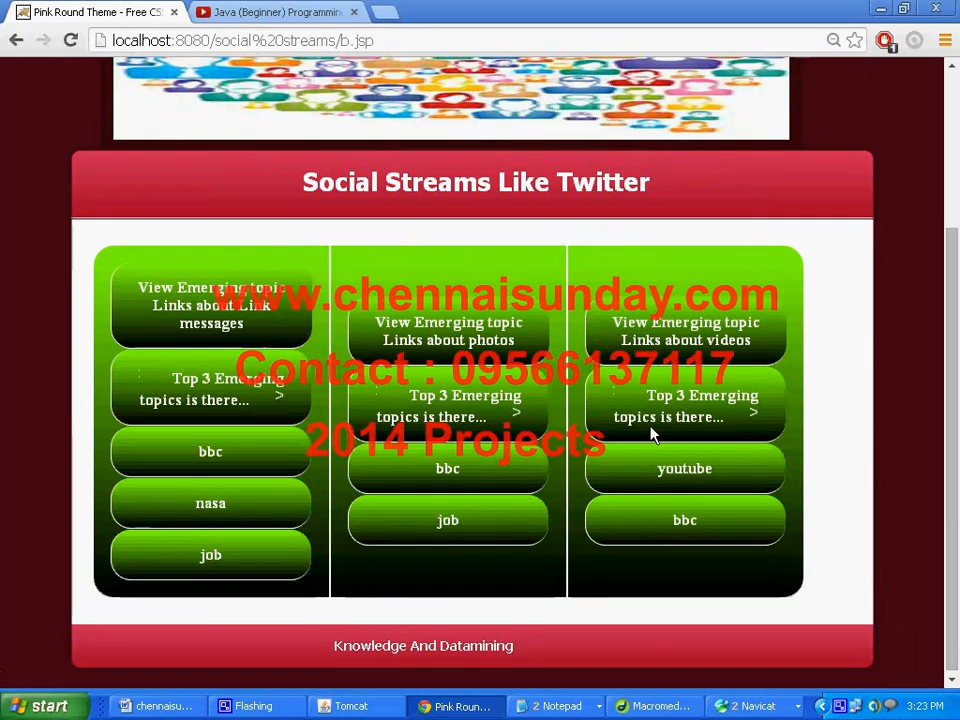 Pink Round Theme - Free CS
Java (Beginner) Programmin
localhost:8080/social%20streams/b.jsp
1
Social Streams Like Twitter
View Emerging topic
Links about Link
messages
Top 3 Emerging
topics is there... >
bbc
nasa
job
View Emerging topic
Links about photos
Top 3 Emerging
topics is there... >
bbc
job
View Emerging topic
Links about videos
Top 3 Emerging
topics is there... >
youtube
bbc
www.chennaisunday.com
Contact : 09566137117
2014 Projects
Knowledge And Datamining
start
chennaisu...
Flashing
Tomcat
Pink Roun...
2 Notepad
Macromed...
2 Navicat
3:23 PM